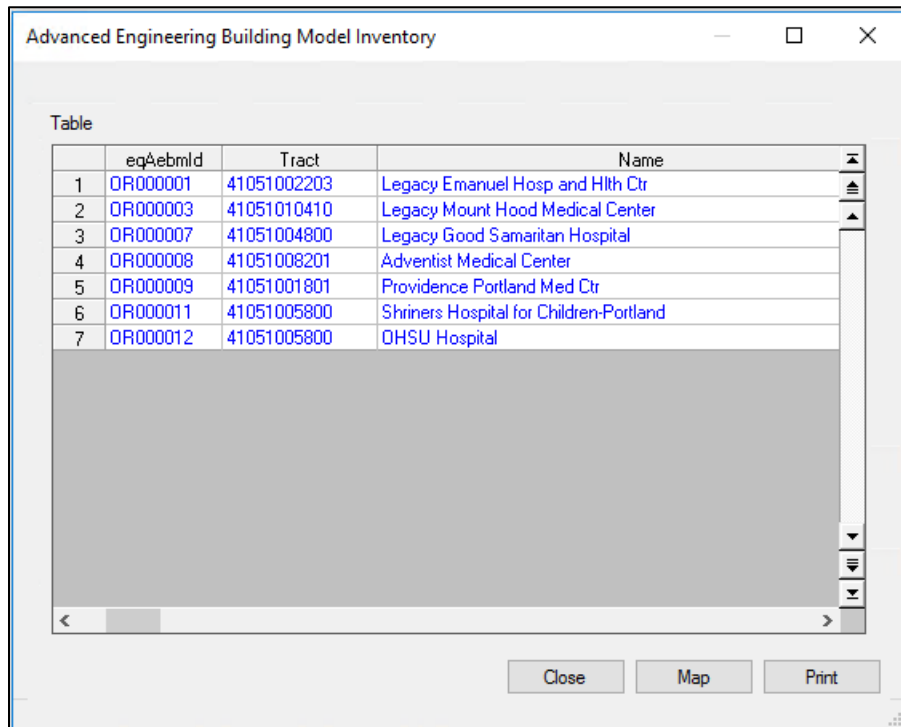 Advanced Engineering Building Model Inventory
Table
eqAebmId Tract Name
1 OR000001 41051002203 Legacy Emanuel Hosp and Hlth Ctr
2 OR000003 41051010410 Legacy Mount Hood Medical Center
3 OR000007 41051004800 Legacy Good Samaritan Hospital
4 OR000008 41051008201 Adventist Medical Center
5 OR000009 41051001801 Providence Portland Med Ctr
6 OR000011 41051005800 Shriners Hospital for Children-Portland
7 OR000012 41051005800 OHSU Hospital
Close Map Print